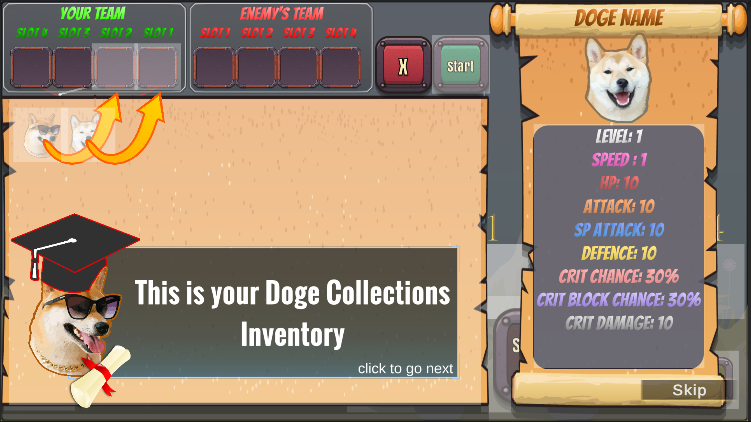 YOUR TEAM
SLOT 4 SLOT 3 SLOT 2 SLOT 1
ENEMY'S TEAM
SLOT 1 SLOT 2 SLOT 3 SLOT 4
X
Start
DOGE NAME
LEVEL: 1
SPEED : 1
HP: 10
ATTACK: 10
SP ATTACK: 10
DEFENCE: 10
CRIT CHANCE: 30%
CRIT BLOCK CHANCE: 30%
CRIT DAMAGE: 10
This is your Doge Collections
Inventory
click to go next
Skip